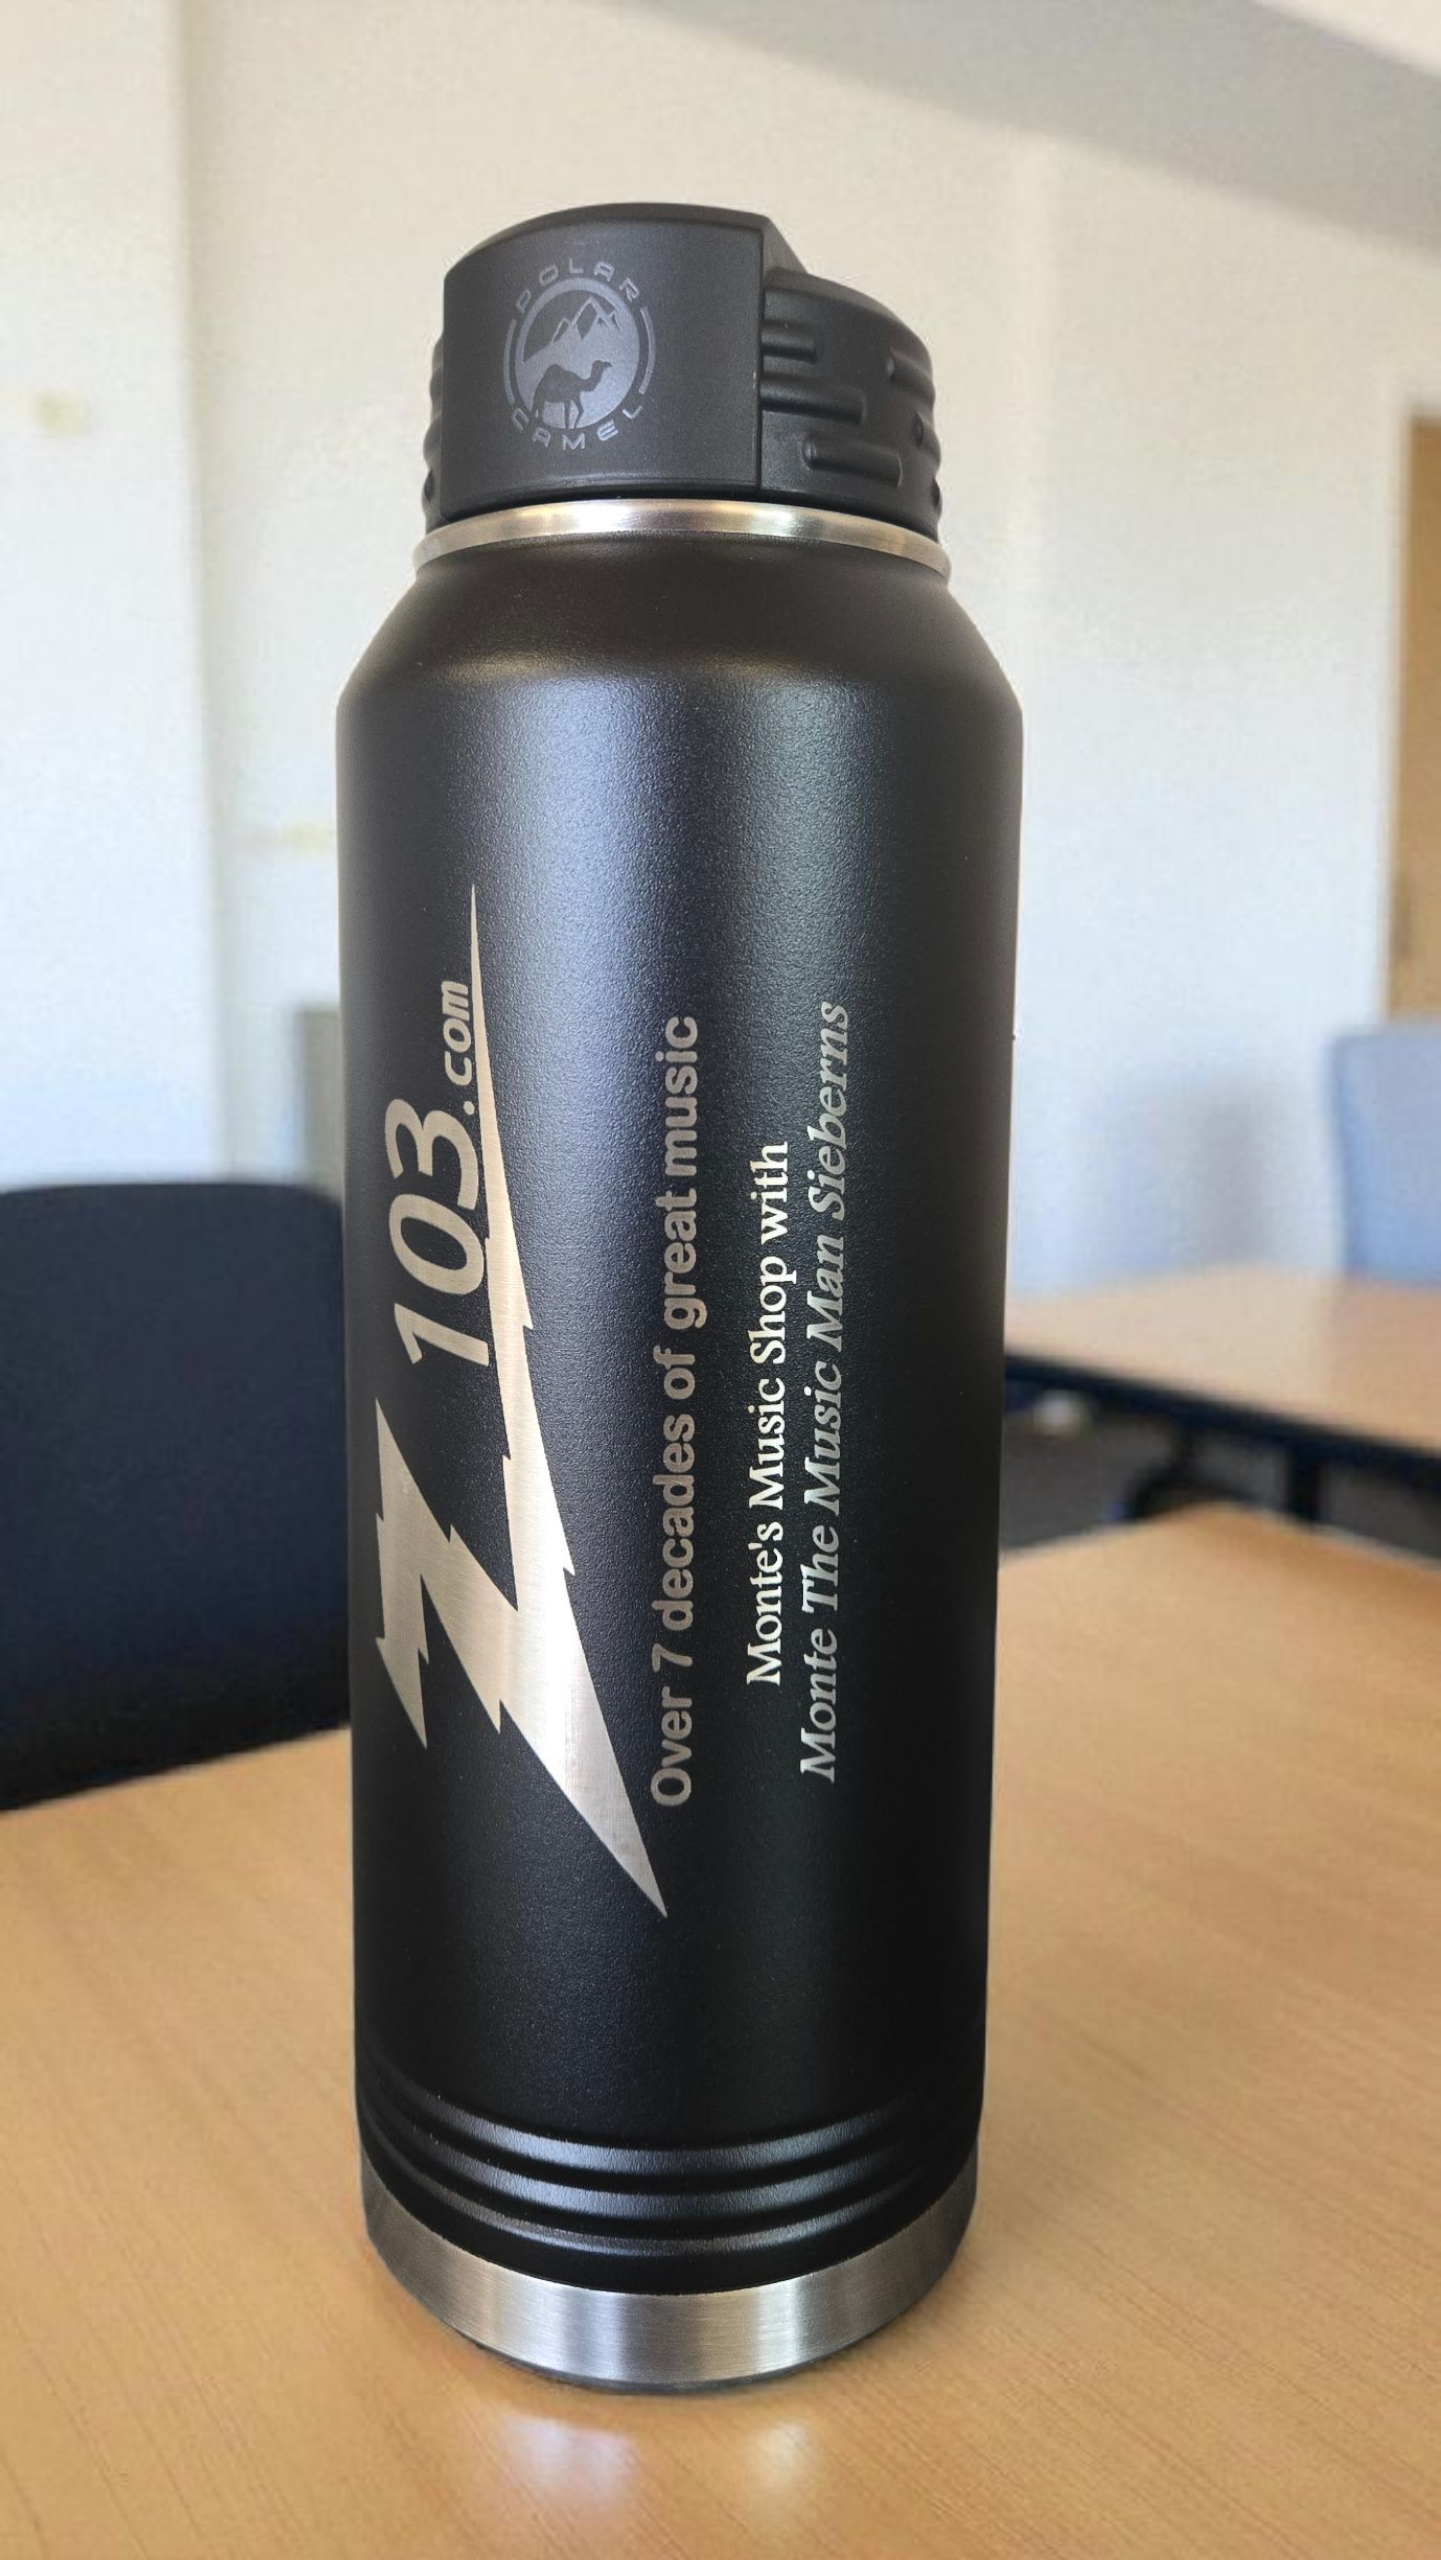 POLAR
CAMEL
Z 103.com
Over 7 decades of great music
Monte's Music Shop with
Monte The Music Man Sieberns